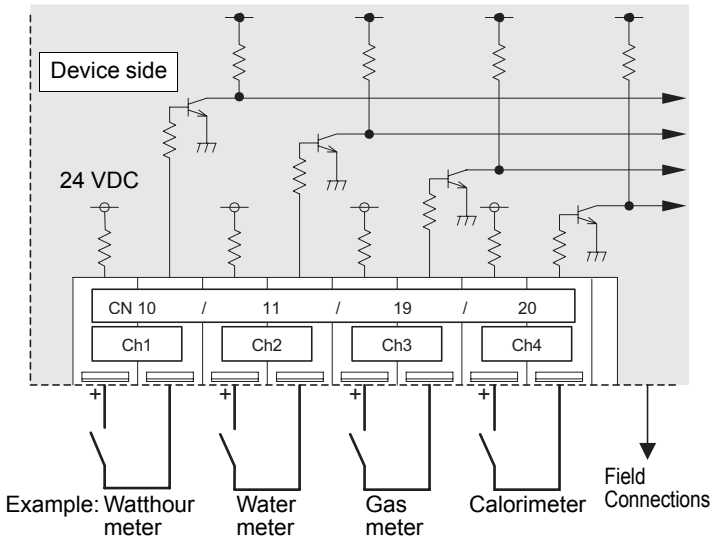 Device side
24 VDC
CN 10 / 11 / 19 / 20
Ch1 Ch2 Ch3 Ch4
+ + + +
Example: Watthour meter
Water meter
Gas meter
Calorimeter
Field Connections